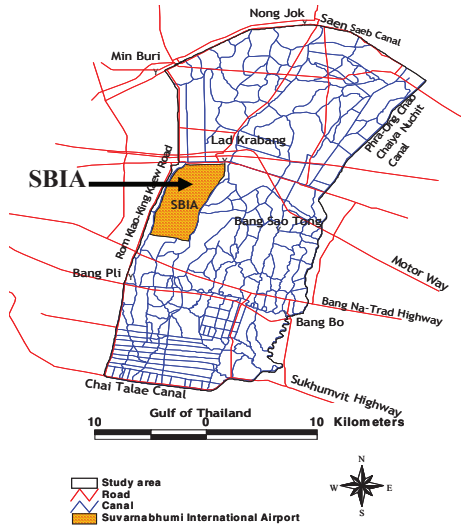 Nong Jok
Saen Saeb Canal
Min Buri
Phra-Ong Chao
Chaiya Nuchit
Canal
Lad Krabang
Rom Klao-King Kaew Road
SBIA
SBIA
Bang Sao Tong
Motor Way
Bang Pli
Bang Na-Trad Highway
Bang Bo
Chai Talae Canal
Sukhumvit Highway
Gulf of Thailand
10 0 10 Kilometers
N
W E
S
Study area
Road
Canal
Suvarnabhumi International Airport